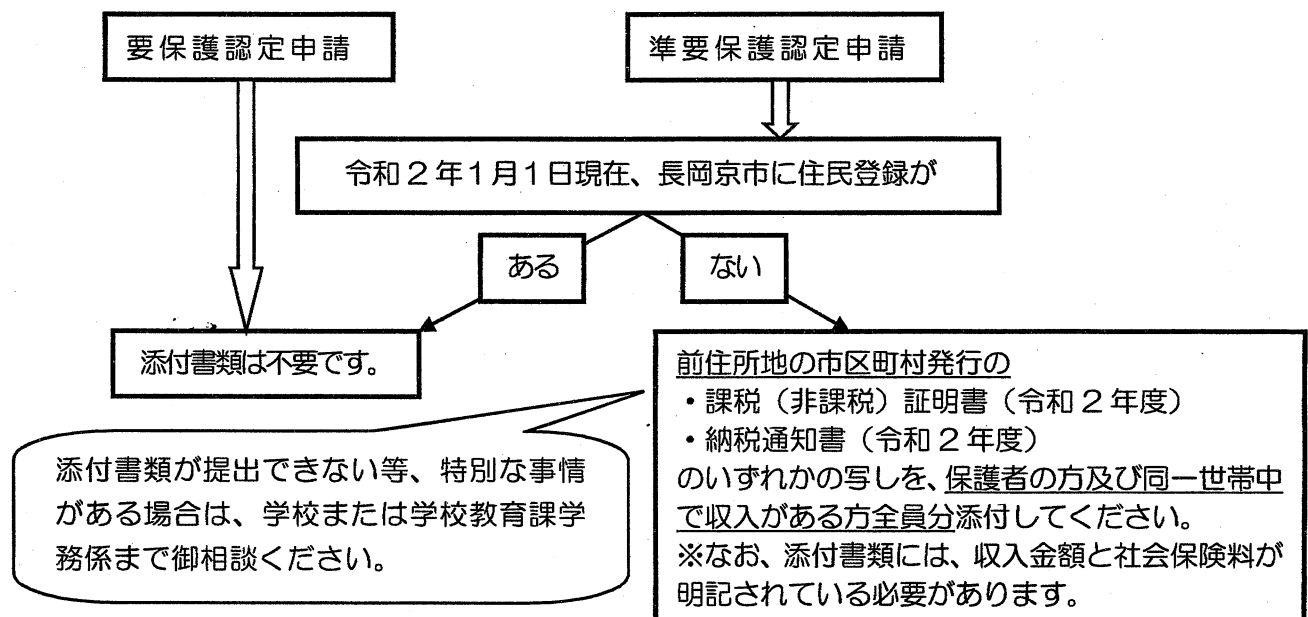 要保護認定申請
準要保護認定申請
令和2年1月1日現在、長岡京市に住民登録が
ある
ない
添付書類は不要です。
前住所地の市区町村発行の
・課税（非課税）証明書（令和2年度）
・納税通知書（令和2年度）
のいずれかの写しを、保護者の方及び同一世帯中
で収入がある方全員分添付してください。
※なお、添付書類には、収入金額と社会保険料が
明記されている必要があります。
添付書類が提出できない等、特別な事情
がある場合は、学校または学校教育課学
務係まで御相談ください。